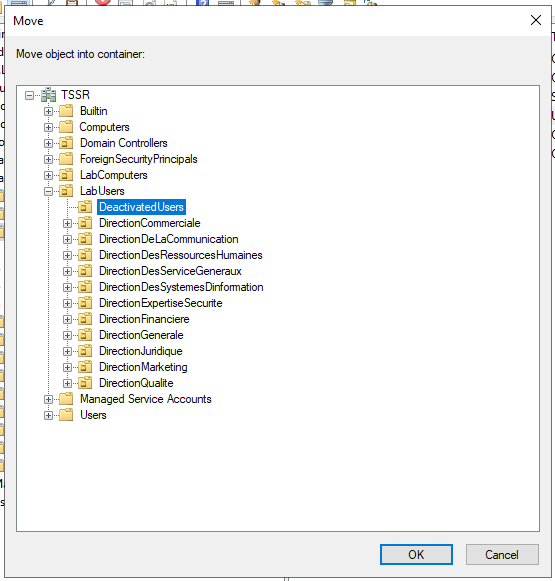 Move
Move object into container:
TSSR
Builtin
Computers
Domain Controllers
ForeignSecurityPrincipals
LabComputers
LabUsers
DeactivatedUsers
DirectionCommerciale
DirectionDeLaCommunication
DirectionDesRessourcesHumaines
DirectionDesServiceGeneraux
DirectionDesSystemesDinformation
DirectionExpertiseSecurite
DirectionFinanciere
DirectionGenerale
DirectionJuridique
DirectionMarketing
DirectionQualite
Managed Service Accounts
Users
OK
Cancel